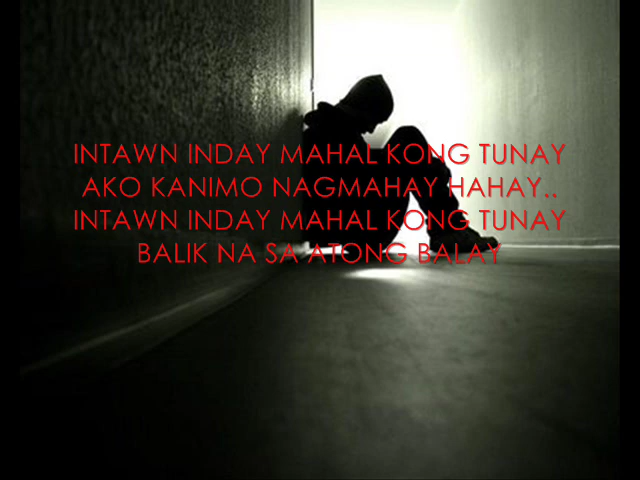 INTAWN INDAY MAHAL KONG TUNAY
AKO KANIMO NAGMAHAY HAHAY..
INTAWN INDAY MAHAL KONG TUNAY
BALIK NA SA ATONG BALAY